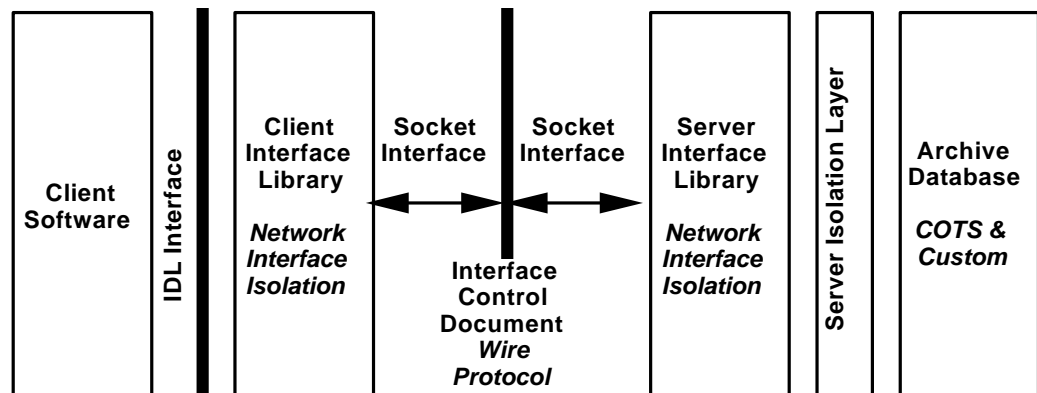 Client
Software
IDL Interface
Client
Interface
Library
Network
Interface
Isolation
Socket
Interface
Socket
Interface
Interface
Control
Document
Wire
Protocol
Server
Interface
Library
Network
Interface
Isolation
Server Isolation Layer
Archive
Database
COTS &
Custom